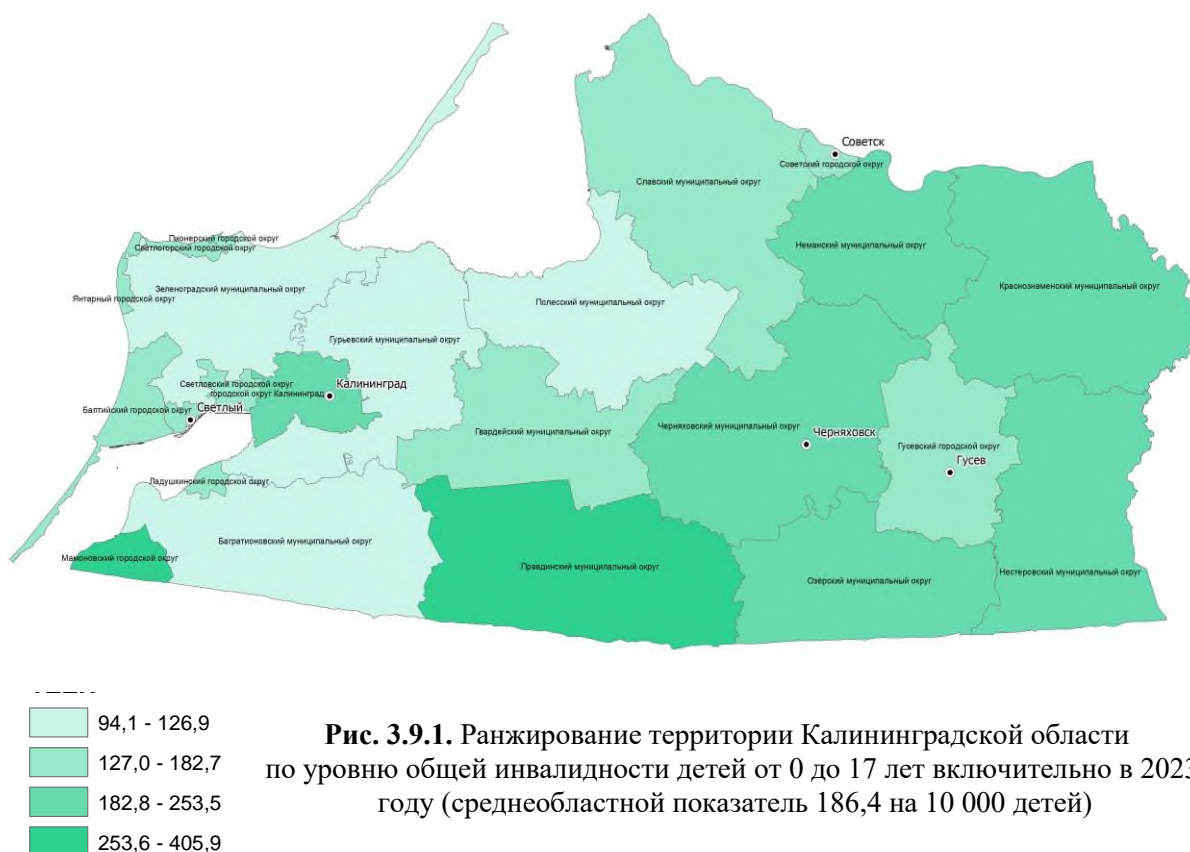 Советск
Советский городской округ
Славский муниципальный округ
Неманский муниципальный округ
Краснознаменский муниципальный округ
Пионерский городской округ
Светлогорский городской округ
Зеленоградский муниципальный округ
Янтарный городской округ
Полесский муниципальный округ
Гурьевский муниципальный округ
Светловский городской округ
городской округ Калининград
Калининград
Балтийский городской округ
Светлый
Гвардейский муниципальный округ
Черняховский муниципальный округ
Черняховск
Гусевский городской округ
Гусев
Ладушкинский городской округ
Багратионовский муниципальный округ
Мамоновский городской округ
Правдинский муниципальный округ
Озёрский муниципальный округ
Нестеровский муниципальный округ
94,1 - 126,9
127,0 - 182,7
182,8 - 253,5
253,6 - 405,9
Рис. 3.9.1. Ранжирование территории Калининградской области
по уровню общей инвалидности детей от 0 до 17 лет включительно в 2023
году (среднеобластной показатель 186,4 на 10 000 детей)